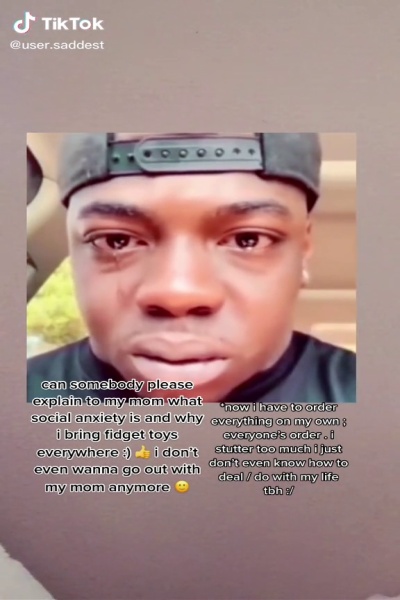 TikTok
@user.saddest
can somebody please
explain to my mom what
social anxiety is and why
i bring fidget toys
everywhere :) 👍 i don't
even wanna go out with
my mom anymore 🙂
*now i have to order
everything on my own ;
everyone's order . i
stutter too much i just
don't even know how to
deal / do with my life
tbh :/